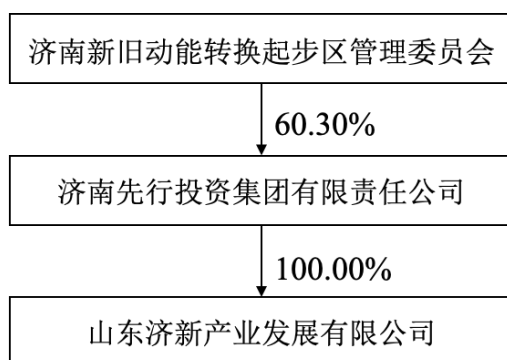 济南新旧动能转换起步区管理委员会
60.30%
济南先行投资集团有限责任公司
100.00%
山东济新产业发展有限公司